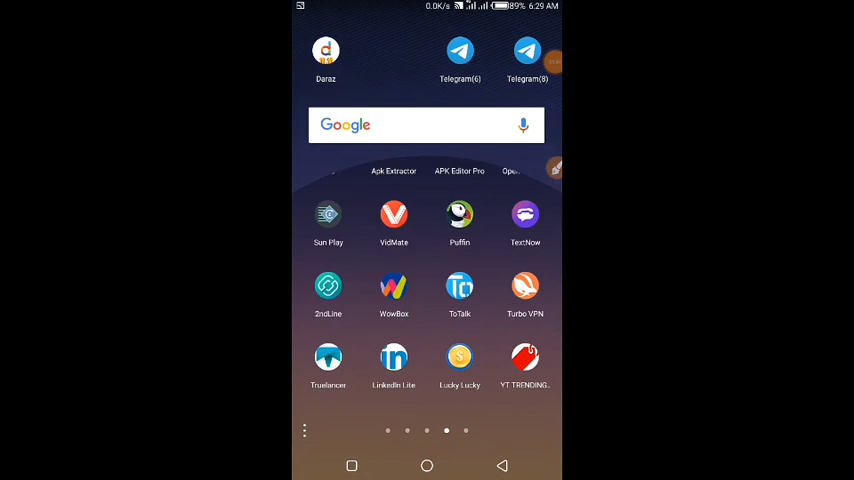 0.0K/s 4G 89% 6:29 AM
Daraz Telegram(6) Telegram(8)
Google
Apk Extractor APK Editor Pro
Sun Play VidMate Puffin TextNow
2ndLine WowBox ToTalk Turbo VPN
Truelancer LinkedIn Lite Lucky Lucky YT TRENDING..